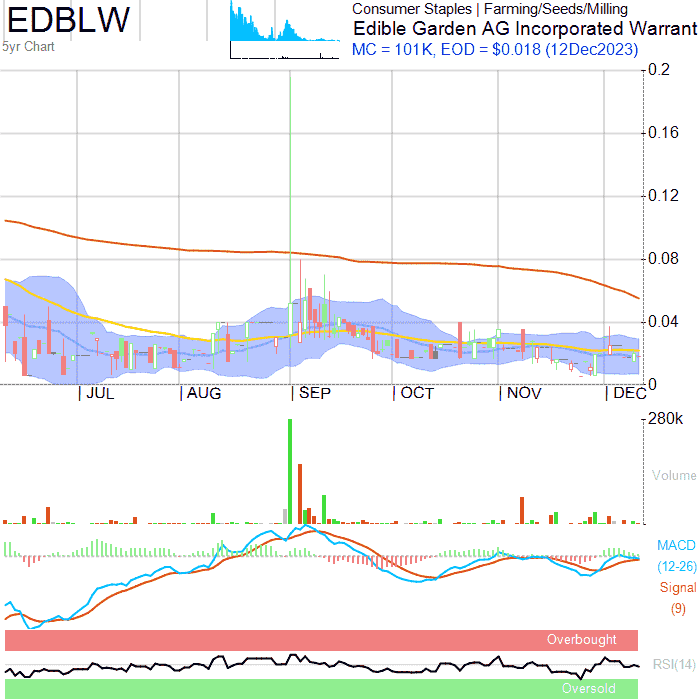 EDBLW
5yr Chart
Consumer Staples | Farming/Seeds/Milling
Edible Garden AG Incorporated Warrant
MC = 101K, EOD = $0.018 (12Dec2023)
0.2
0.16
0.12
0.08
0.04
0
JUL AUG SEP OCT NOV DEC
280k
Volume
MACD
(12-26)
Signal
(9)
Overbought
RSI(14)
Oversold